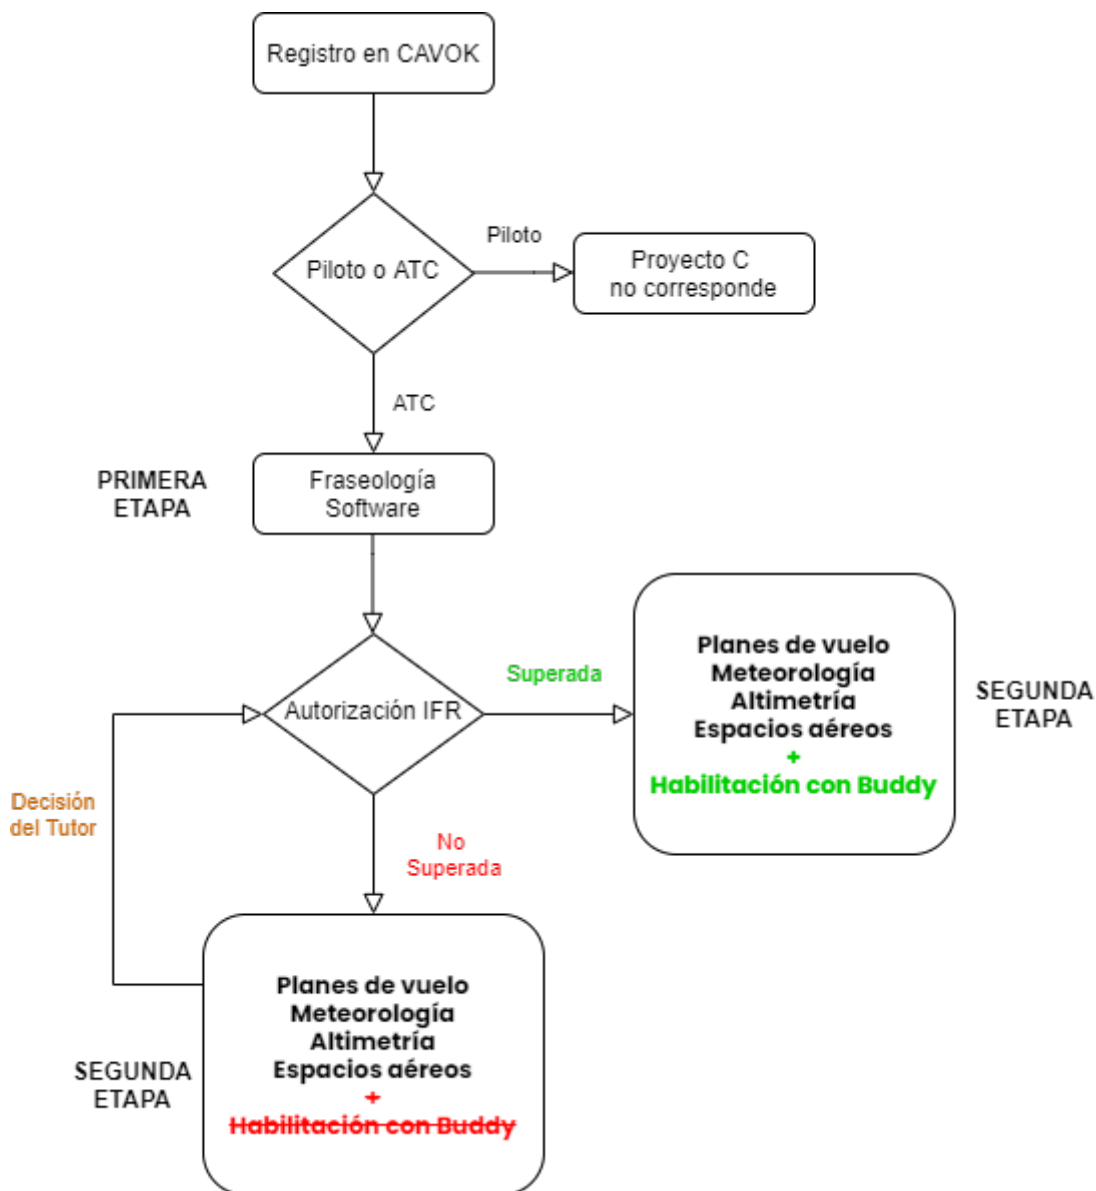 Registro en CAVOK
Piloto o ATC
Piloto
Proyecto C
no corresponde
ATC
PRIMERA
ETAPA
Fraseología
Software
Autorización IFR
Superada
Planes de vuelo
Meteorología
Altimetría
Espacios aéreos
+
Habilitación con Buddy
SEGUNDA
ETAPA
Decisión
del Tutor
No
Superada
Planes de vuelo
Meteorología
Altimetría
Espacios aéreos
+
Habilitación con Buddy
SEGUNDA
ETAPA